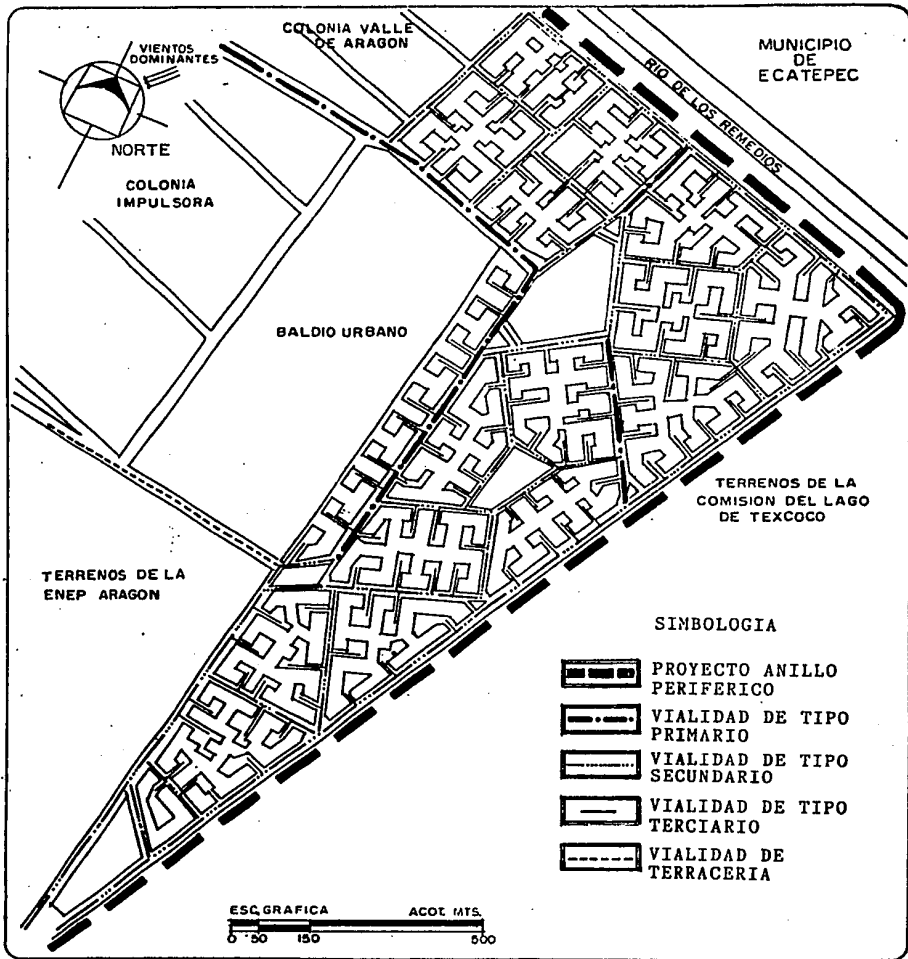 COLONIA VALLE
DE ARAGON
VIENTOS
DOMINANTES
NORTE
MUNICIPIO
DE
ECATEPEC
RIO DE LOS REMEDIOS
COLONIA
IMPULSORA
BALDIO URBANO
TERRENOS DE LA
COMISION DEL LAGO
DE TEXCOCO
TERRENOS DE LA
ENEP ARAGON
SIMBOLOGIA
PROYECTO ANILLO
PERIFERICO
VIALIDAD DE TIPO
PRIMARIO
VIALIDAD DE TIPO
SECUNDARIO
VIALIDAD DE TIPO
TERCIARIO
VIALIDAD DE
TERRACERIA
ESC. GRAFICA ACOT. MTS.
0 50 150 500